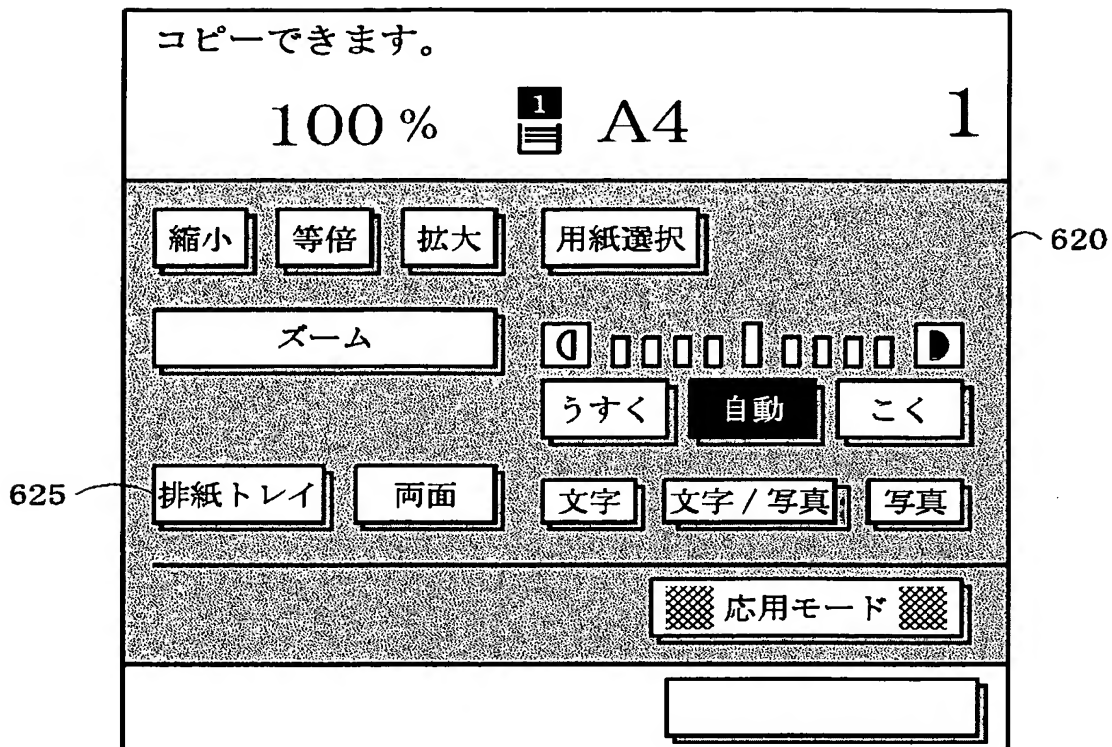 コピーできます。
100% 1 A4 1
縮小 等倍 拡大 用紙選択
620
ズーム
うすく 自動 こく
625
排紙トレイ 両面 文字 文字/写真 写真
応用モード